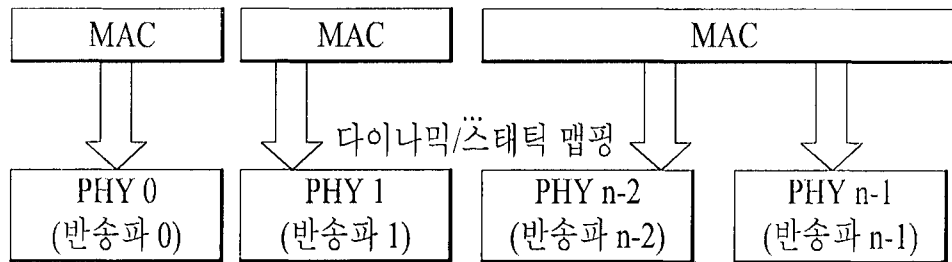 MAC
MAC
MAC
...
다이나믹/스태틱 맵핑
PHY 0
(반송파 0)
PHY 1
(반송파 1)
PHY n-2
(반송파 n-2)
PHY n-1
(반송파 n-1)